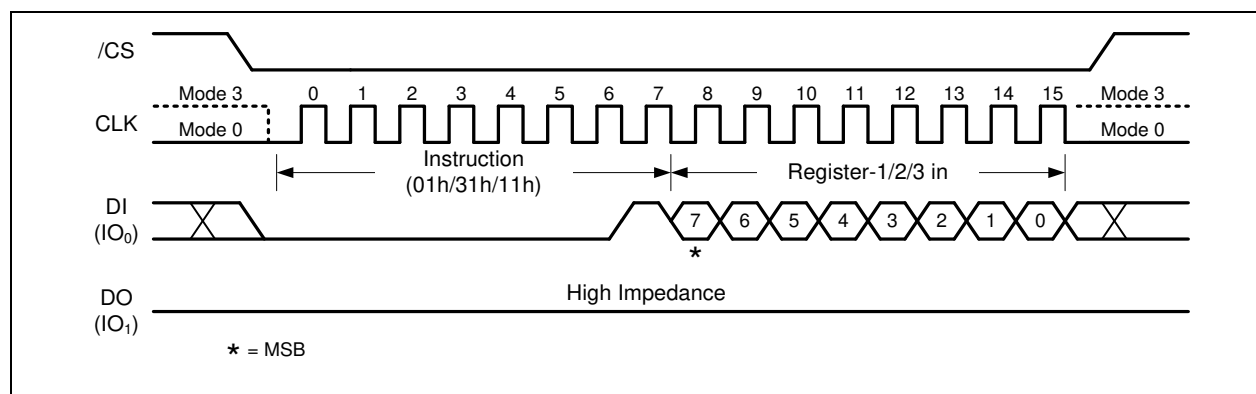 /CS
Mode 3 0 1 2 3 4 5 6 7 8 9 10 11 12 13 14 15 Mode 3
CLK
Mode 0 Mode 0
Instruction
(01h/31h/11h)
Register-1/2/3 in
DI
(IO₀)
7 6 5 4 3 2 1 0
*
High Impedance
DO
(IO₁)
* = MSB